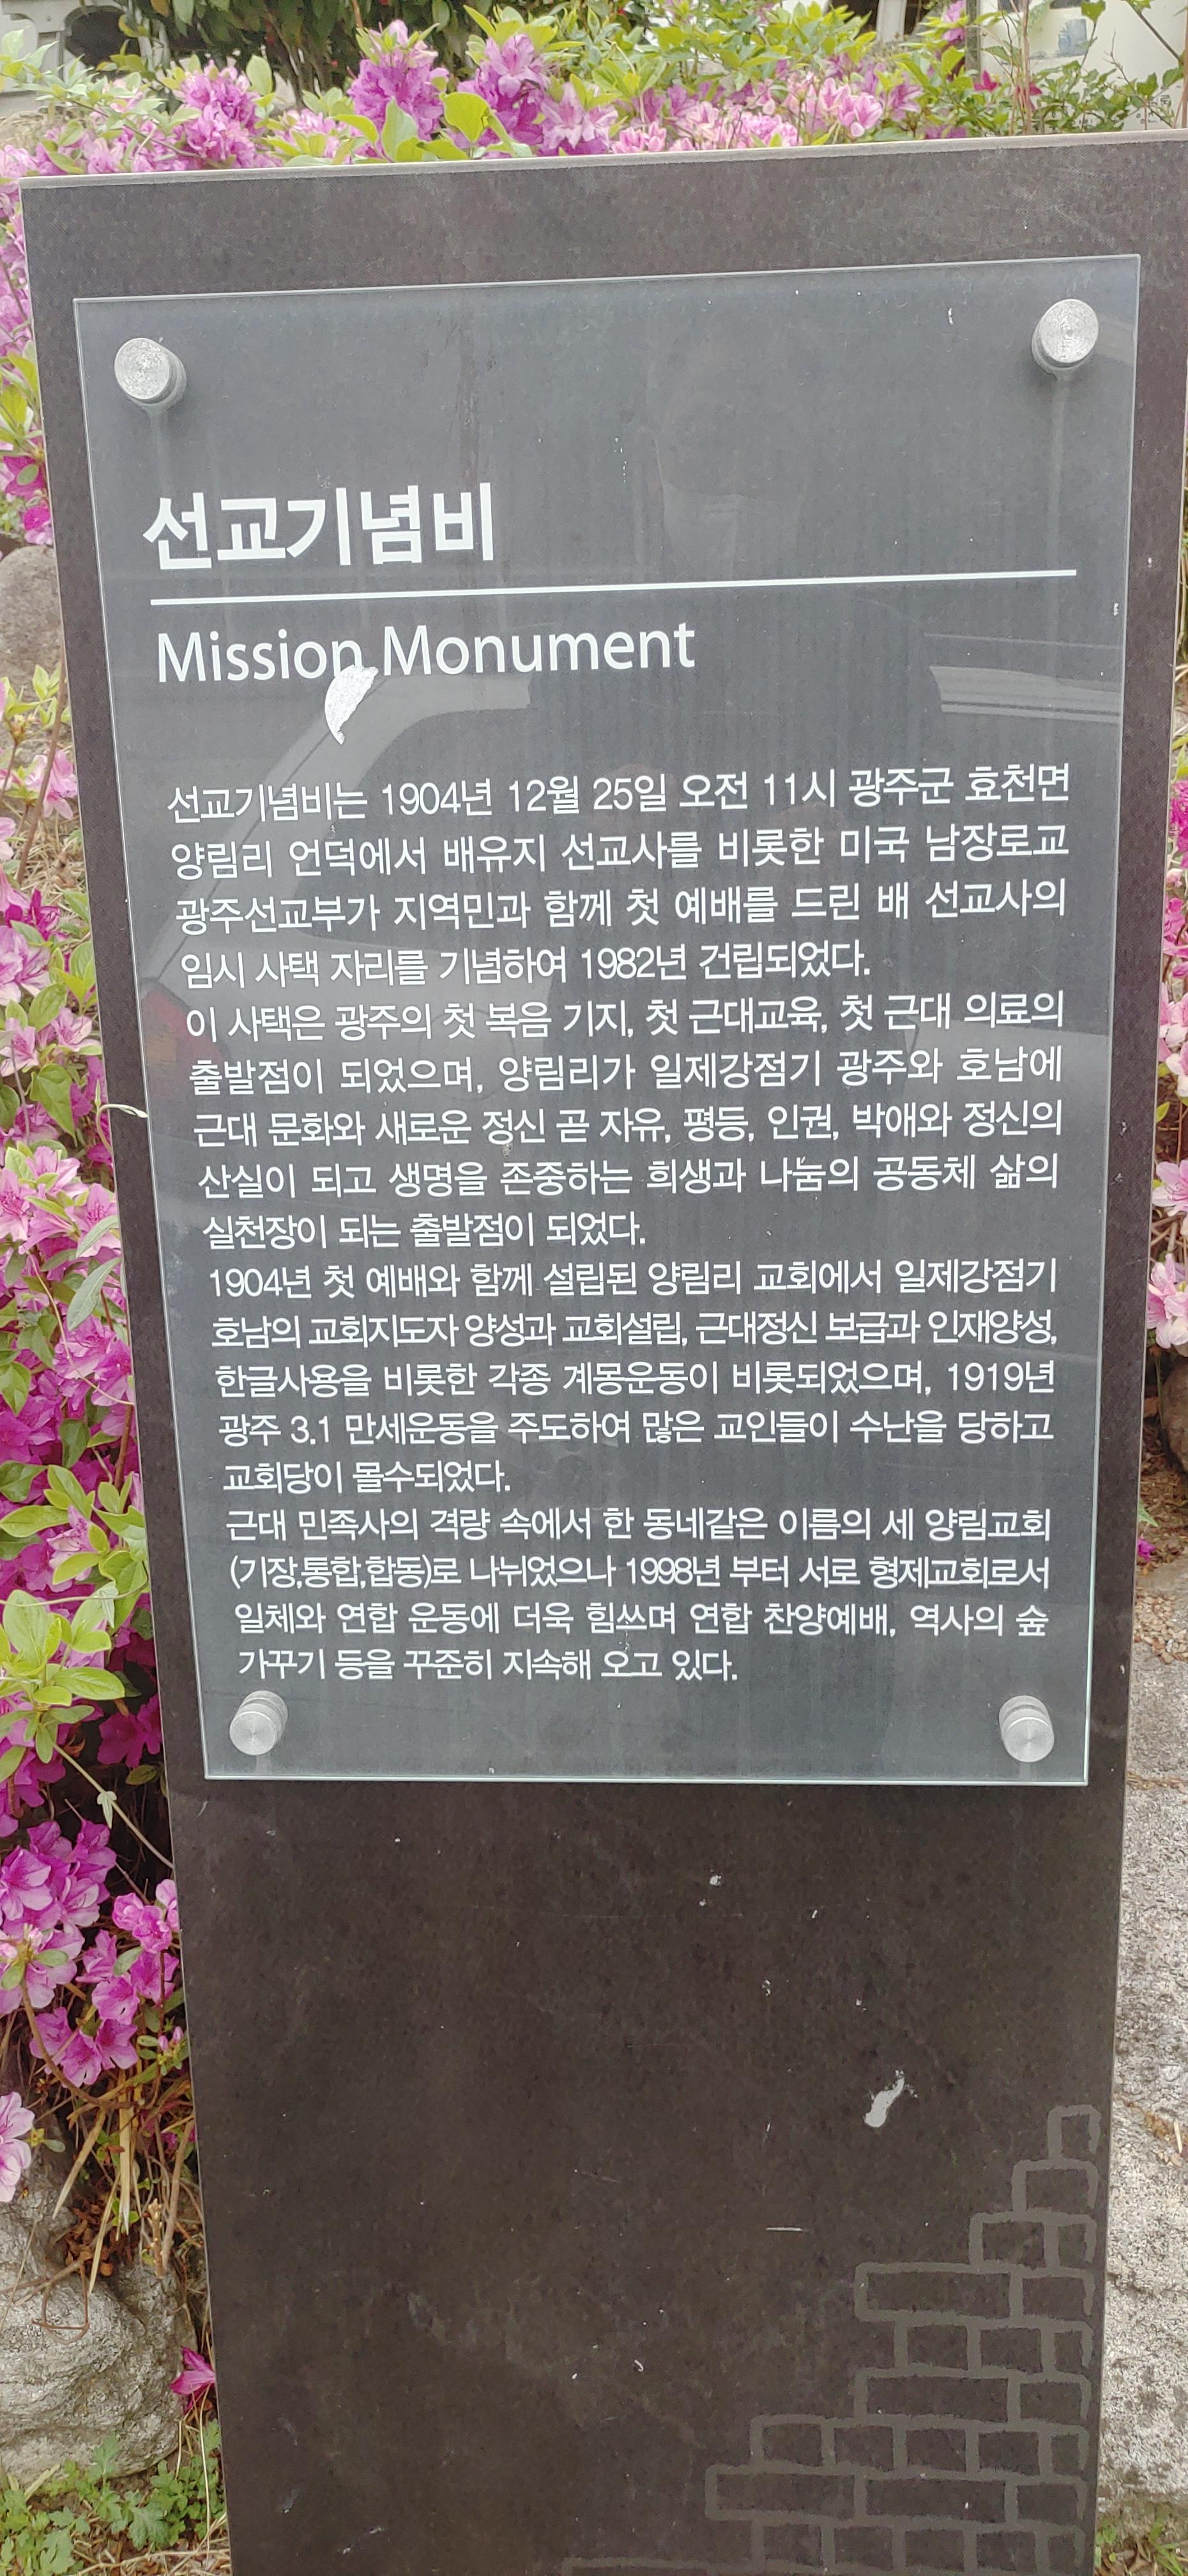 선교기념비
Mission Monument
선교기념비는 1904년 12월 25일 오전 11시 광주군 효천면
양림리 언덕에서 배유지 선교사를 비롯한 미국 남장로교
광주선교부가 지역민과 함께 첫 예배를 드린 배 선교사의
임시 사택 자리를 기념하여 1982년 건립되었다.
이 사택은 광주의 첫 복음 기지, 첫 근대교육, 첫 근대 의료의
출발점이 되었으며, 양림리가 일제강점기 광주와 호남에
근대 문화와 새로운 정신 곧 자유, 평등, 인권, 박애와 정신의
산실이 되고 생명을 존중하는 희생과 나눔의 공동체 삶의
실천장이 되는 출발점이 되었다.
1904년 첫 예배와 함께 설립된 양림리 교회에서 일제강점기
호남의 교회지도자 양성과 교회설립, 근대정신 보급과 인재양성,
한글사용을 비롯한 각종 계몽운동이 비롯되었으며, 1919년
광주 3.1 만세운동을 주도하여 많은 교인들이 수난을 당하고
교회당이 몰수되었다.
근대 민족사의 격량 속에서 한 동네같은 이름의 세 양림교회
(기장,통합,합동)로 나뉘었으나 1998년 부터 서로 형제교회로서
일체와 연합 운동에 더욱 힘쓰며 연합 찬양예배, 역사의 숲
가꾸기 등을 꾸준히 지속해 오고 있다.